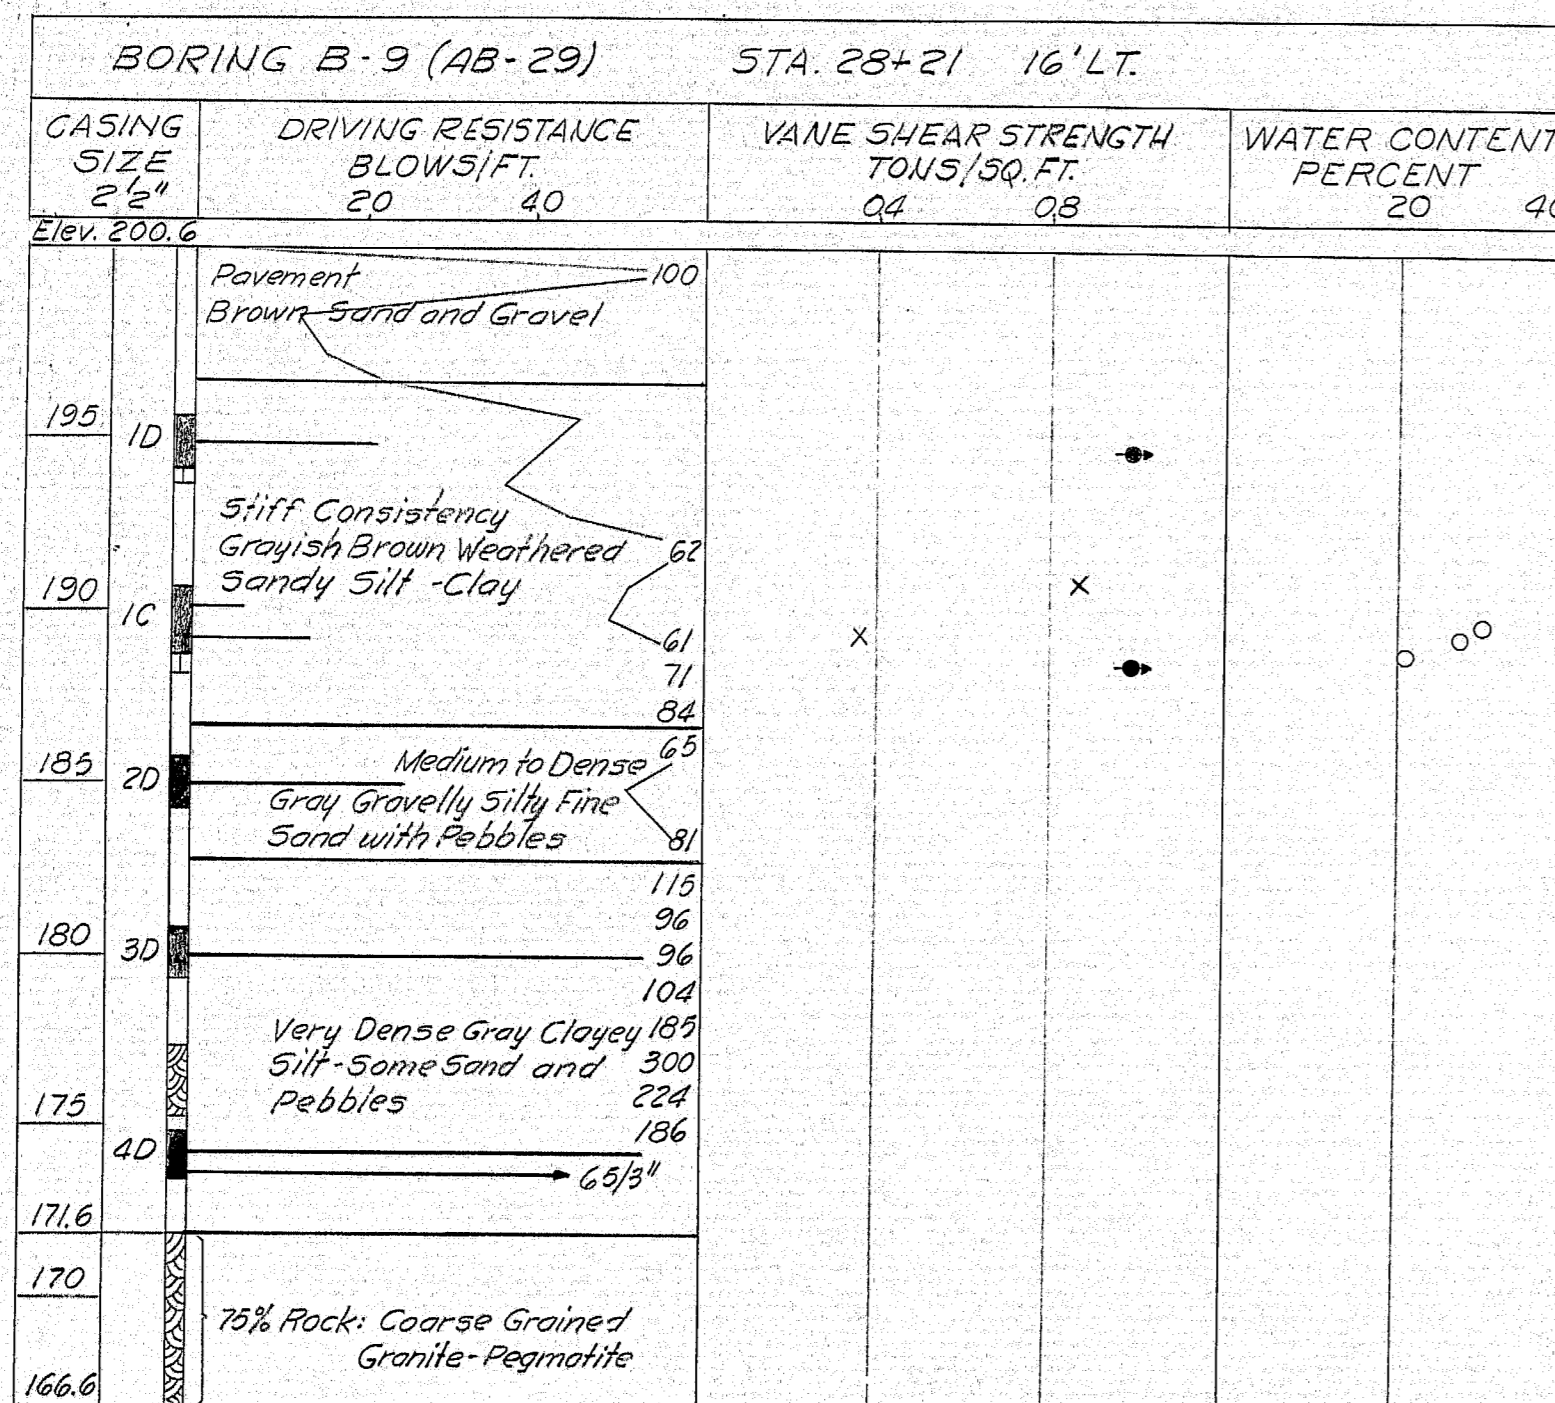 BORING B-9 (AB-29) STA. 28+21 16' LT.
CASING SIZE 2½"
DRIVING RESISTANCE
BLOWS/FT.
20 40
VANE SHEAR STRENGTH
TONS/SQ.FT.
0.4 0.8
WATER CONTENT
PERCENT
20 40
Elev. 200.6
Pavement 100
Brown Sand and Gravel
195
1D
Stiff Consistency
Grayish Brown Weathered 62
Sandy Silt-Clay
190
1C
61
71
84
65
185
2D
Medium to Dense
Gray Gravelly Silty Fine
Sand with Pebbles 81
115
96
180
3D
96
104
Very Dense Gray Clayey 185
Silt-Some Sand and 300
Pebbles 224
175
186
4D
65/3"
171.6
170
75% Rock: Coarse Grained
Granite-Pegmatite
166.6